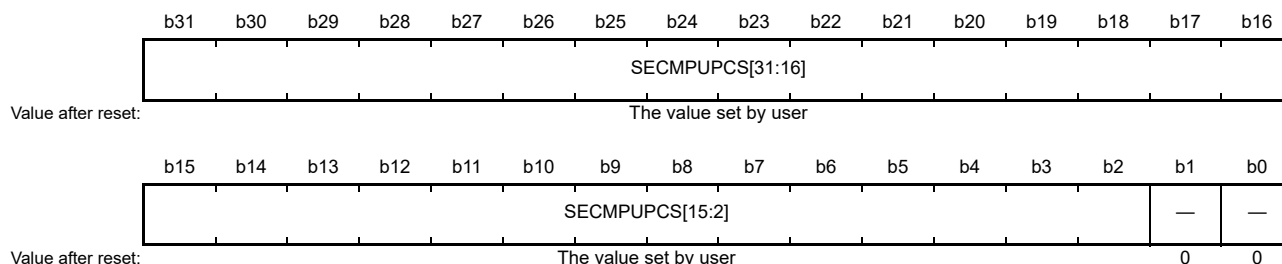 b31 b30 b29 b28 b27 b26 b25 b24 b23 b22 b21 b20 b19 b18 b17 b16
SECMPUPCS[31:16]
Value after reset: The value set by user
b15 b14 b13 b12 b11 b10 b9 b8 b7 b6 b5 b4 b3 b2 b1 b0
SECMPUPCS[15:2] — —
Value after reset: The value set by user 0 0